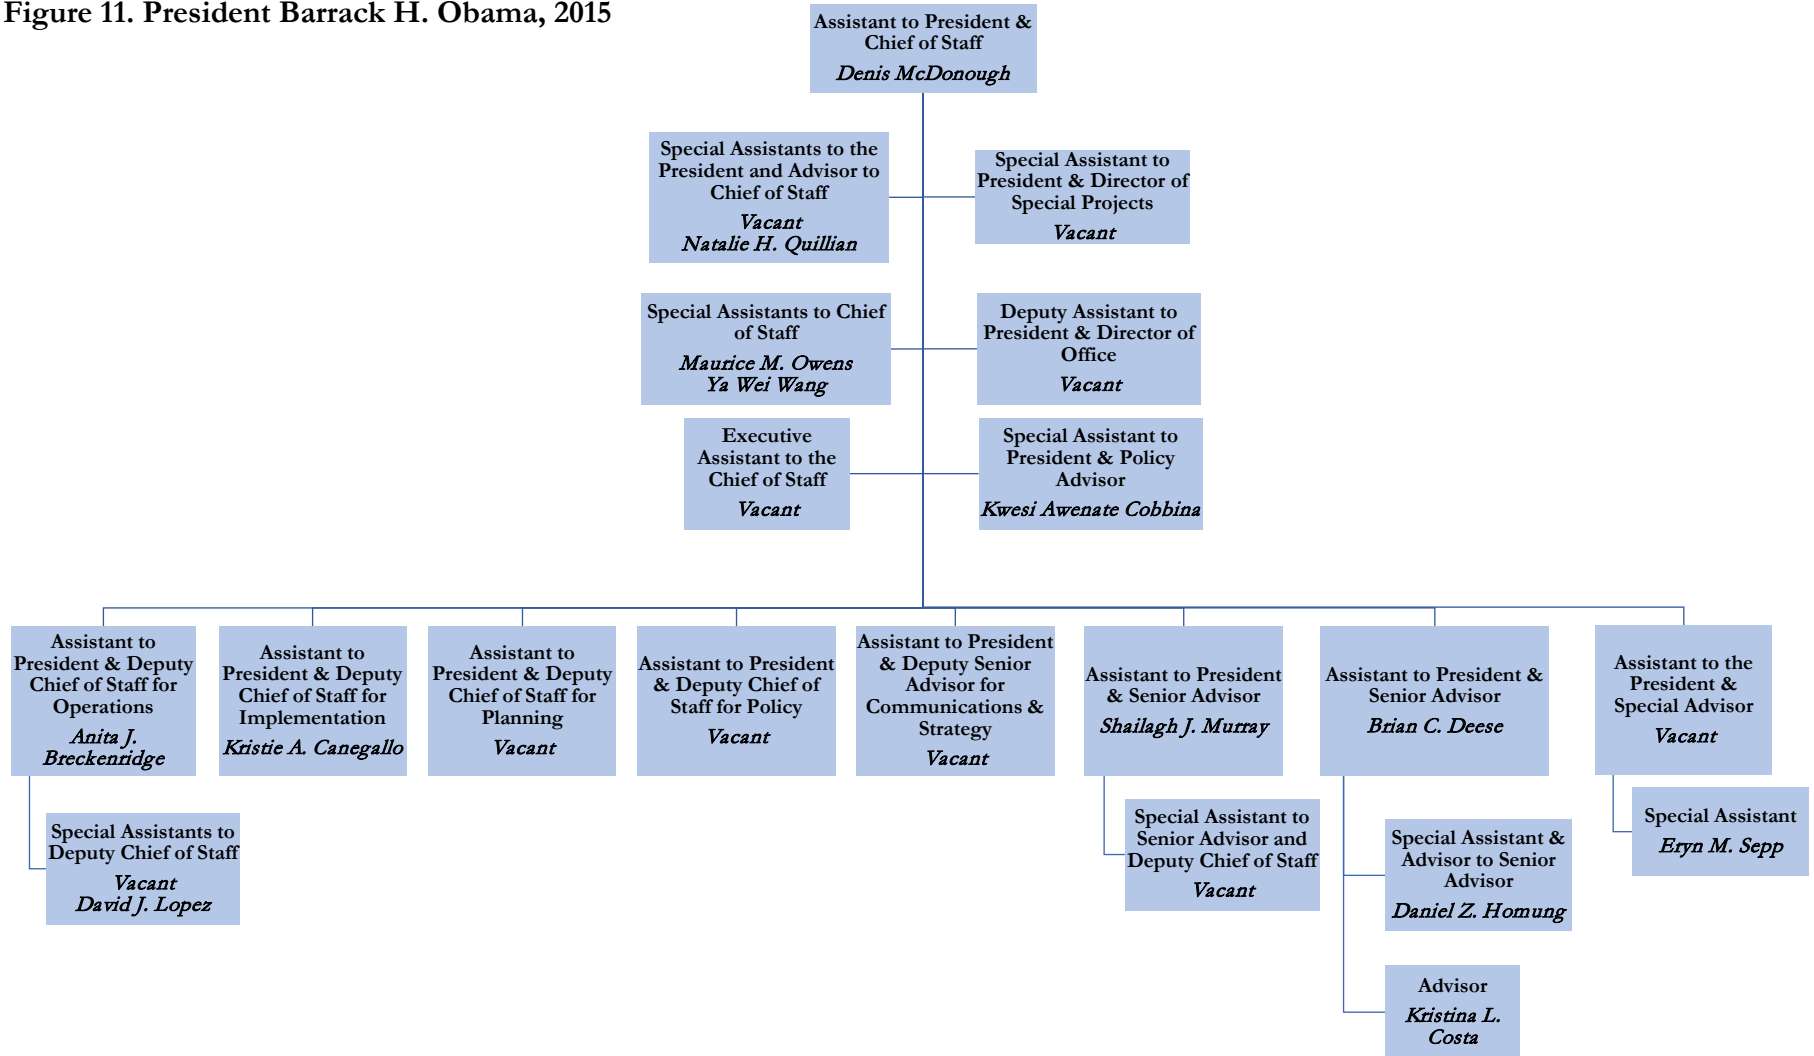 Figure 11. President Barrack H. Obama, 2015
Assistant to President &
Chief of Staff
Denis McDonough
Special Assistants to the
President and Advisor to
Chief of Staff
Vacant
Natalie H. Quillian
Special Assistant to
President & Director of
Special Projects
Vacant
Special Assistants to Chief
of Staff
Maurice M. Owens
Ya Wei Wang
Deputy Assistant to
President & Director of
Office
Vacant
Executive
Assistant to the
Chief of Staff
Vacant
Special Assistant to
President & Policy
Advisor
Kwesi Awenate Cobbina
Assistant to
President & Deputy
Chief of Staff for
Operations
Anita J.
Breckenridge
Assistant to
President & Deputy
Chief of Staff for
Implementation
Kristie A. Canegallo
Assistant to
President & Deputy
Chief of Staff for
Planning
Vacant
Assistant to President
& Deputy Chief of
Staff for Policy
Vacant
Assistant to President
& Deputy Senior
Advisor for
Communications &
Strategy
Vacant
Assistant to President
& Senior Advisor
Shailagh J. Murray
Assistant to President &
Senior Advisor
Brian C. Deese
Assistant to the
President &
Special Advisor
Vacant
Special Assistants to
Deputy Chief of Staff
Vacant
David J. Lopez
Special Assistant to
Senior Advisor and
Deputy Chief of Staff
Vacant
Special Assistant &
Advisor to Senior
Advisor
Daniel Z. Homung
Advisor
Kristina L.
Costa
Special Assistant
Eryn M. Sepp